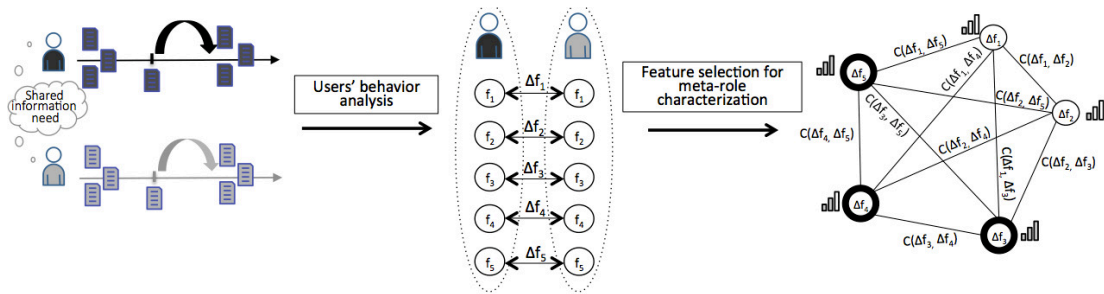 Shared
information
need
Users' behavior
analysis
f1
Δf1
f1
f2
Δf2
f2
f3
Δf3
f3
f4
Δf4
f4
f5
Δf5
f5
Feature selection for
meta-role
characterization
Δf1
C(Δf1, Δf5)
C(Δf1, Δf4)
C(Δf1, Δf2)
Δf5
C(Δf2, Δf5)
Δf2
C(Δf3, Δf5)
C(Δf4, Δf5)
C(Δf2, Δf4)
C(Δf1, Δf3)
C(Δf2, Δf3)
Δf4
C(Δf3, Δf4)
Δf3